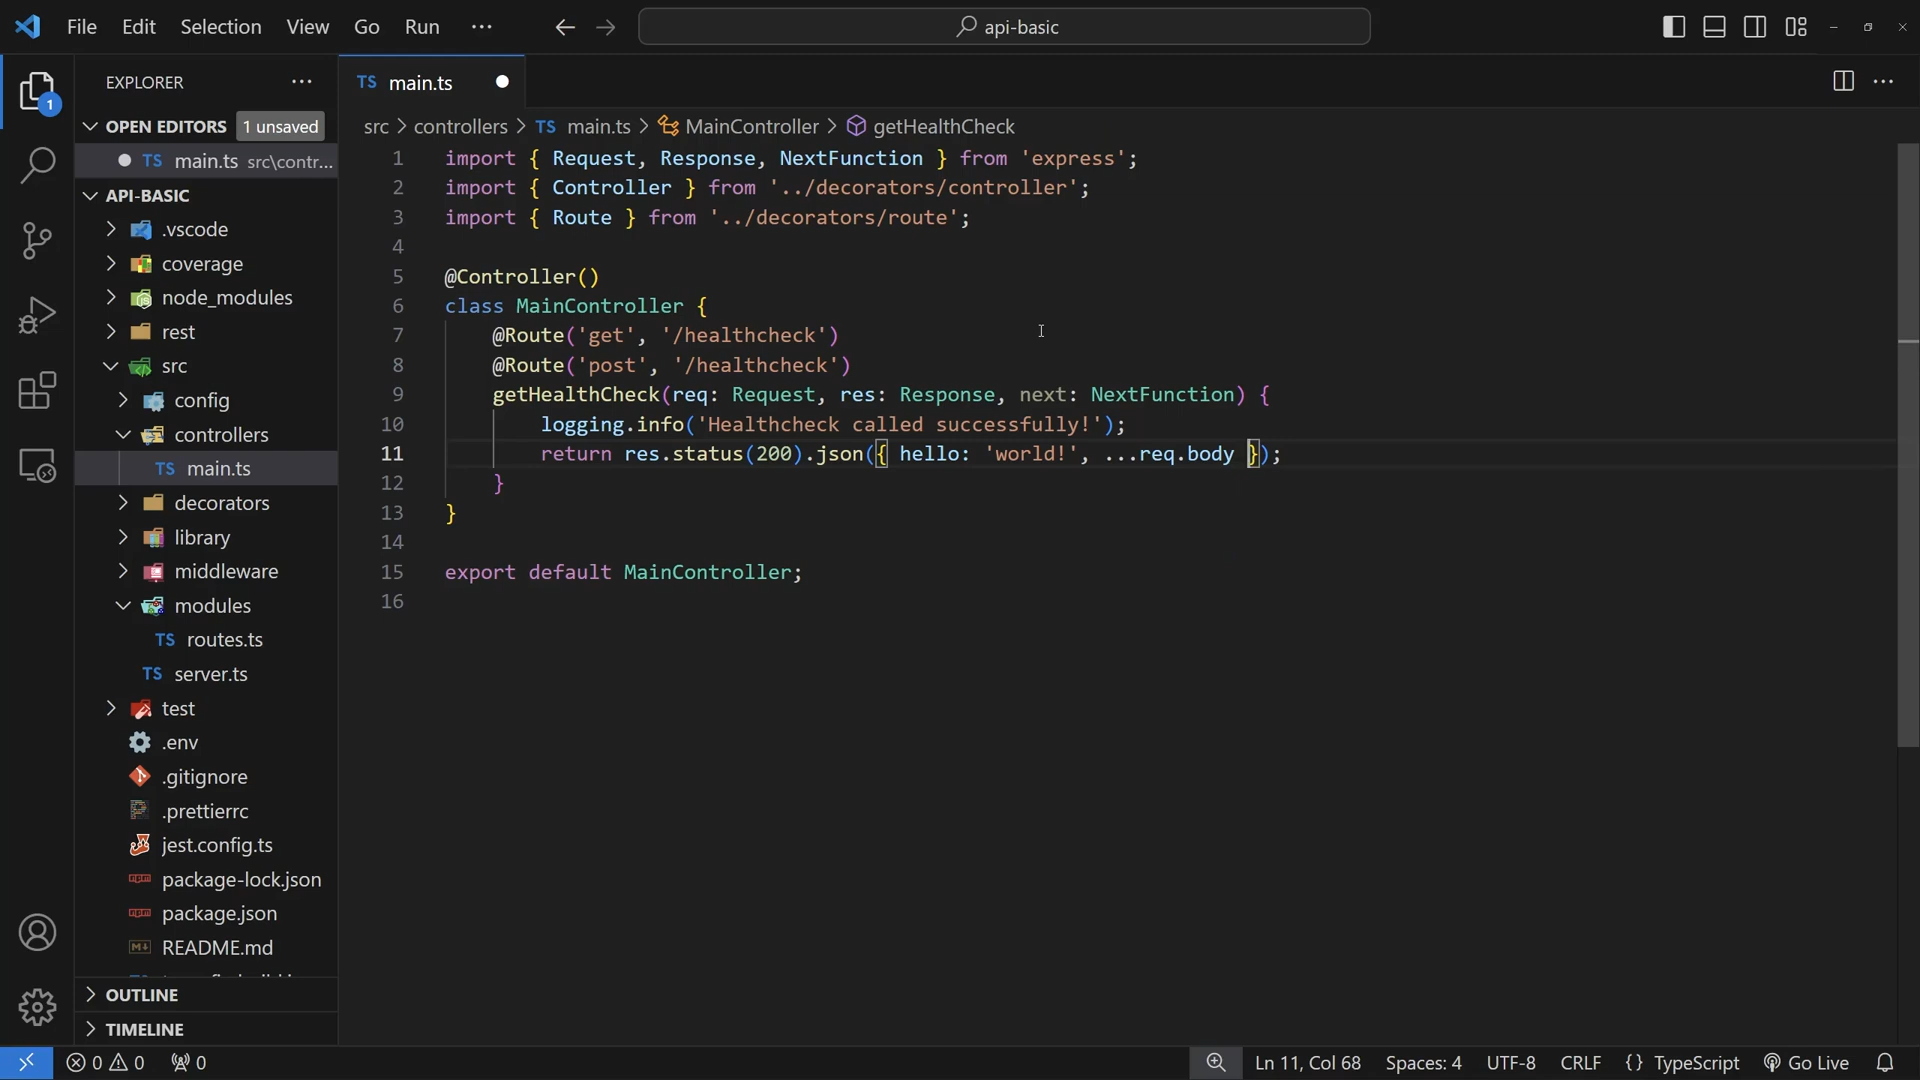 File Edit Selection View Go Run ··· api-basic
EXPLORER ···
OPEN EDITORS 1 unsaved
TS main.ts src\contr...
API-BASIC
.vscode
coverage
node_modules
rest
src
config
controllers
TS main.ts
decorators
library
middleware
modules
TS routes.ts
TS server.ts
test
.env
.gitignore
.prettierrc
jest.config.ts
package-lock.json
package.json
README.md
OUTLINE
TIMELINE
1
TS main.ts
src > controllers > TS main.ts > MainController > getHealthCheck
1 import { Request, Response, NextFunction } from 'express';
2 import { Controller } from '../decorators/controller';
3 import { Route } from '../decorators/route';
4
5 @Controller()
6 class MainController {
7 @Route('get', '/healthcheck')
8 @Route('post', '/healthcheck')
9 getHealthCheck(req: Request, res: Response, next: NextFunction) {
10 logging.info('Healthcheck called successfully!');
11 return res.status(200).json({ hello: 'world!', ...req.body });
12 }
13 }
14
15 export default MainController;
16
0 0 0 Ln 11, Col 68 Spaces: 4 UTF-8 CRLF {} TypeScript Go Live